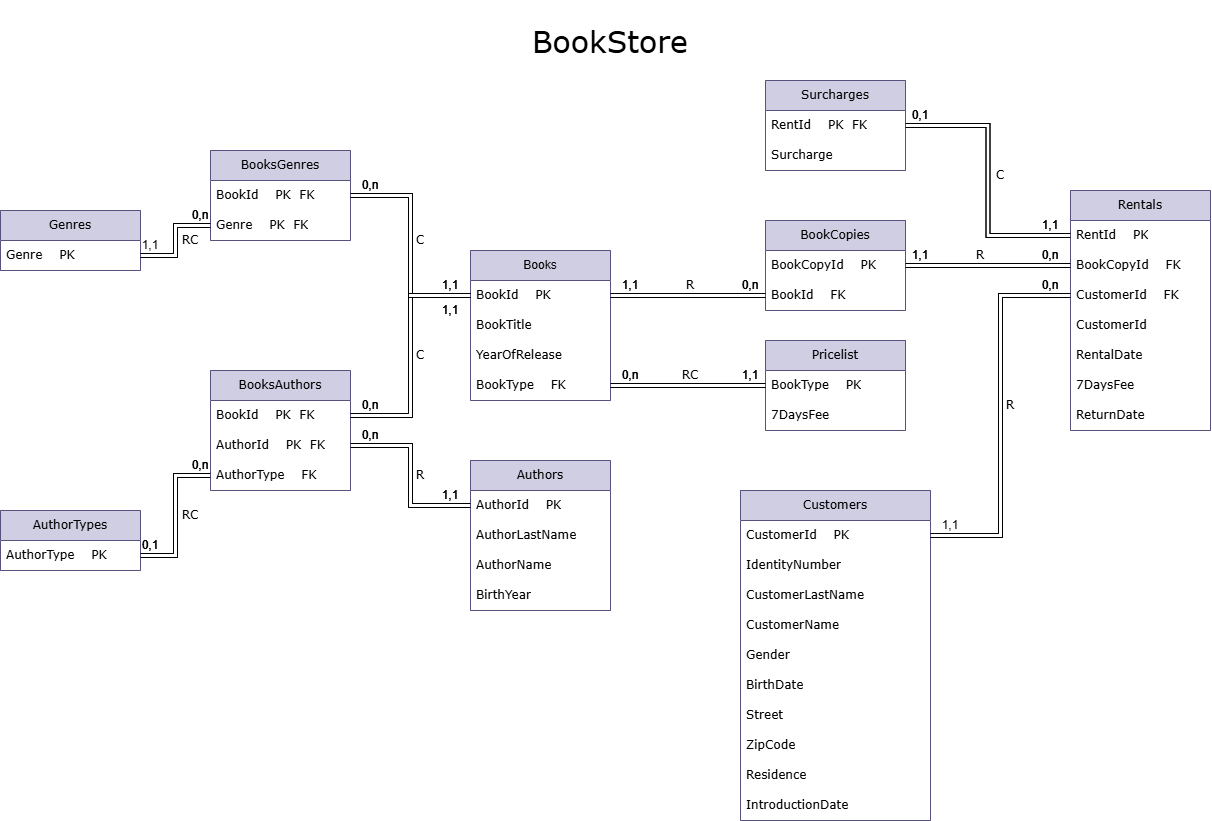 BookStore
Surcharges
RentId PK FK
Surcharge
0,1
C
BooksGenres
BookId PK FK
Genre PK FK
0,n
0,n
RC
C
Genres
Genre PK
1,1
Books
BookId PK
BookTitle
YearOfRelease
BookType FK
1,1
1,1
1,1
R
0,n
0,n
RC
1,1
BookCopies
BookCopyId PK
BookId FK
1,1
R
0,n
Rentals
RentId PK
BookCopyId FK
CustomerId FK
CustomerId
RentalDate
7DaysFee
ReturnDate
1,1
0,n
R
Pricelist
BookType PK
7DaysFee
BooksAuthors
BookId PK FK
AuthorId PK FK
AuthorType FK
C
0,n
0,n
R
1,1
0,n
RC
AuthorTypes
AuthorType PK
0,1
Authors
AuthorId PK
AuthorLastName
AuthorName
BirthYear
Customers
CustomerId PK
IdentityNumber
CustomerLastName
CustomerName
Gender
BirthDate
Street
ZipCode
Residence
IntroductionDate
1,1